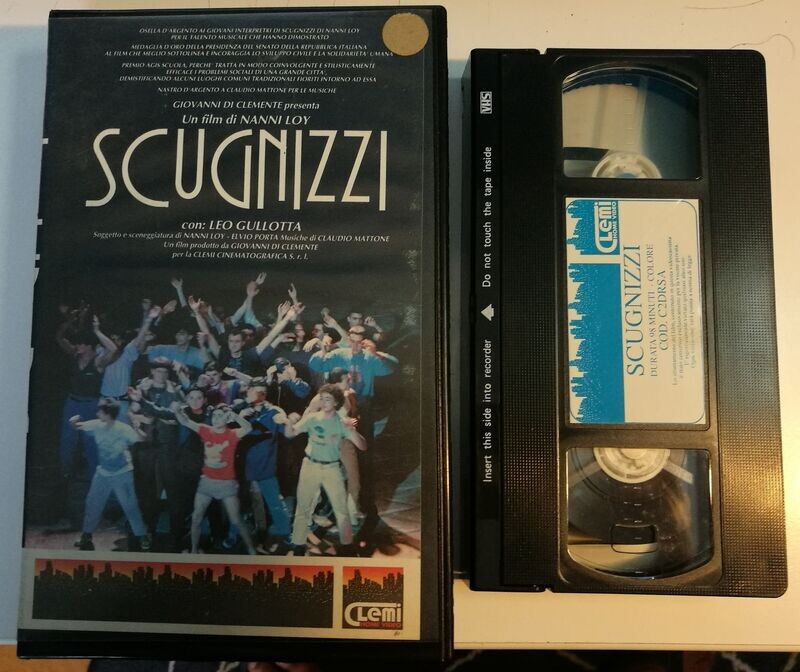 OSELLA D'ARGENTO AI GIOVANI INTERPRETI DI SCUGNIZZI DI NANNI LOY
PER IL TALENTO MUSICALE CHE HANNO DIMOSTRATO
MEDAGLIA D'ORO DELLA PRESIDENZA DEL SENATO DELLA REPUBBLICA ITALIANA
AL FILM CHE MEGLIO SOTTOLINEA E INCORAGGIA LO SVILUPPO CIVILE E LA SOLIDARIETA' UMANA
PREMIO AGIS SCUOLA, PERCHE' TRATTA IN MODO COINVOLGENTE E STILISTICAMENTE
EFFICACE I PROBLEMI SOCIALI DI UNA GRANDE CITTA'
DEMISTIFICANDO ALCUNI LUOGHI COMUNI TRADIZIONALI FIORITI INTORNO AD ESSA
NASTRO D'ARGENTO A CLAUDIO MATTONE PER LE MUSICHE
GIOVANNI DI CLEMENTE presenta
Un film di NANNI LOY
SCUGNIZZI
con: LEO GULLOTTA
Soggetto e sceneggiatura di NANNI LOY - ELVIO PORTA Musiche di CLAUDIO MATTONE
Un film prodotto da GIOVANNI DI CLEMENTE
per la CLEMI CINEMATOGRAFICA S. r. l.
CLemi
HOME VIDEO
VHS
Do not touch the tape inside
Insert this side into recorder
CLemi
HOME VIDEO
SCUGNIZZI
DURATA 98 MINUTI - COLORE
COD. C2DRSA